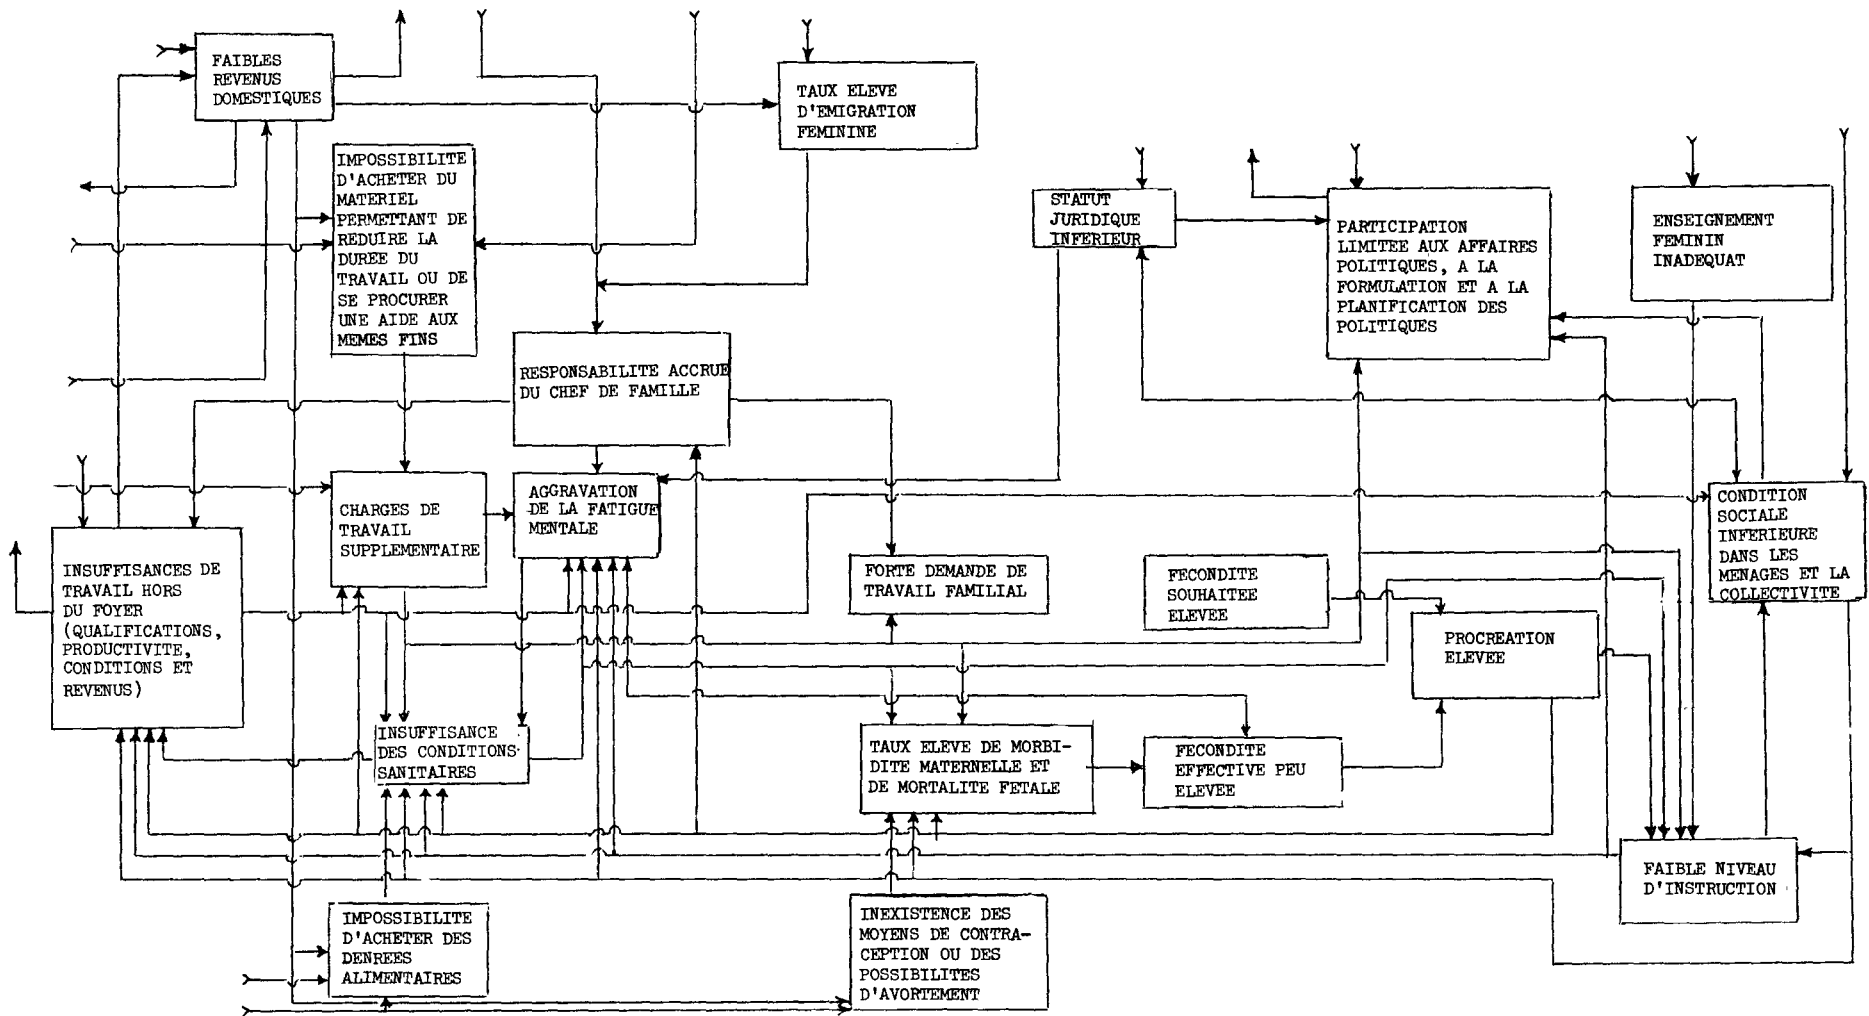 FAIBLES
REVENUS
DOMESTIQUES
TAUX ELEVE
D'EMIGRATION
FEMININE
IMPOSSIBILITE
D'ACHETER DU
MATERIEL
PERMETTANT DE
REDUIRE LA
DUREE DU
TRAVAIL OU DE
SE PROCURER
UNE AIDE AUX
MEMES FINS
STATUT
JURIDIQUE
INFERIEUR
PARTICIPATION
LIMITEE AUX AFFAIRES
POLITIQUES, A LA
FORMULATION ET A LA
PLANIFICATION DES
POLITIQUES
ENSEIGNEMENT
FEMININ
INADEQUAT
RESPONSABILITE ACCRUE
DU CHEF DE FAMILLE
CHARGES DE
TRAVAIL
SUPPLEMENTAIRE
AGGRAVATION
DE LA FATIGUE
MENTALE
CONDITION
SOCIALE
INFERIEURE
DANS LES
MENAGES ET LA
COLLECTIVITE
INSUFFISANCES DE
TRAVAIL HORS
DU FOYER
(QUALIFICATIONS,
PRODUCTIVITE,
CONDITIONS ET
REVENUS)
FORTE DEMANDE DE
TRAVAIL FAMILIAL
FECONDITE
SOUHAITEE
ELEVEE
PROCREATION
ELEVEE
INSUFFISANCE
DES CONDITIONS
SANITAIRES
TAUX ELEVE DE MORBI-
DITE MATERNELLE ET
DE MORTALITE FETALE
FECONDITE
EFFECTIVE PEU
ELEVEE
FAIBLE NIVEAU
D'INSTRUCTION
IMPOSSIBILITE
D'ACHETER DES
DENREES
ALIMENTAIRES
INEXISTENCE DES
MOYENS DE CONTRA-
CEPTION OU DES
POSSIBILITES
D'AVORTEMENT